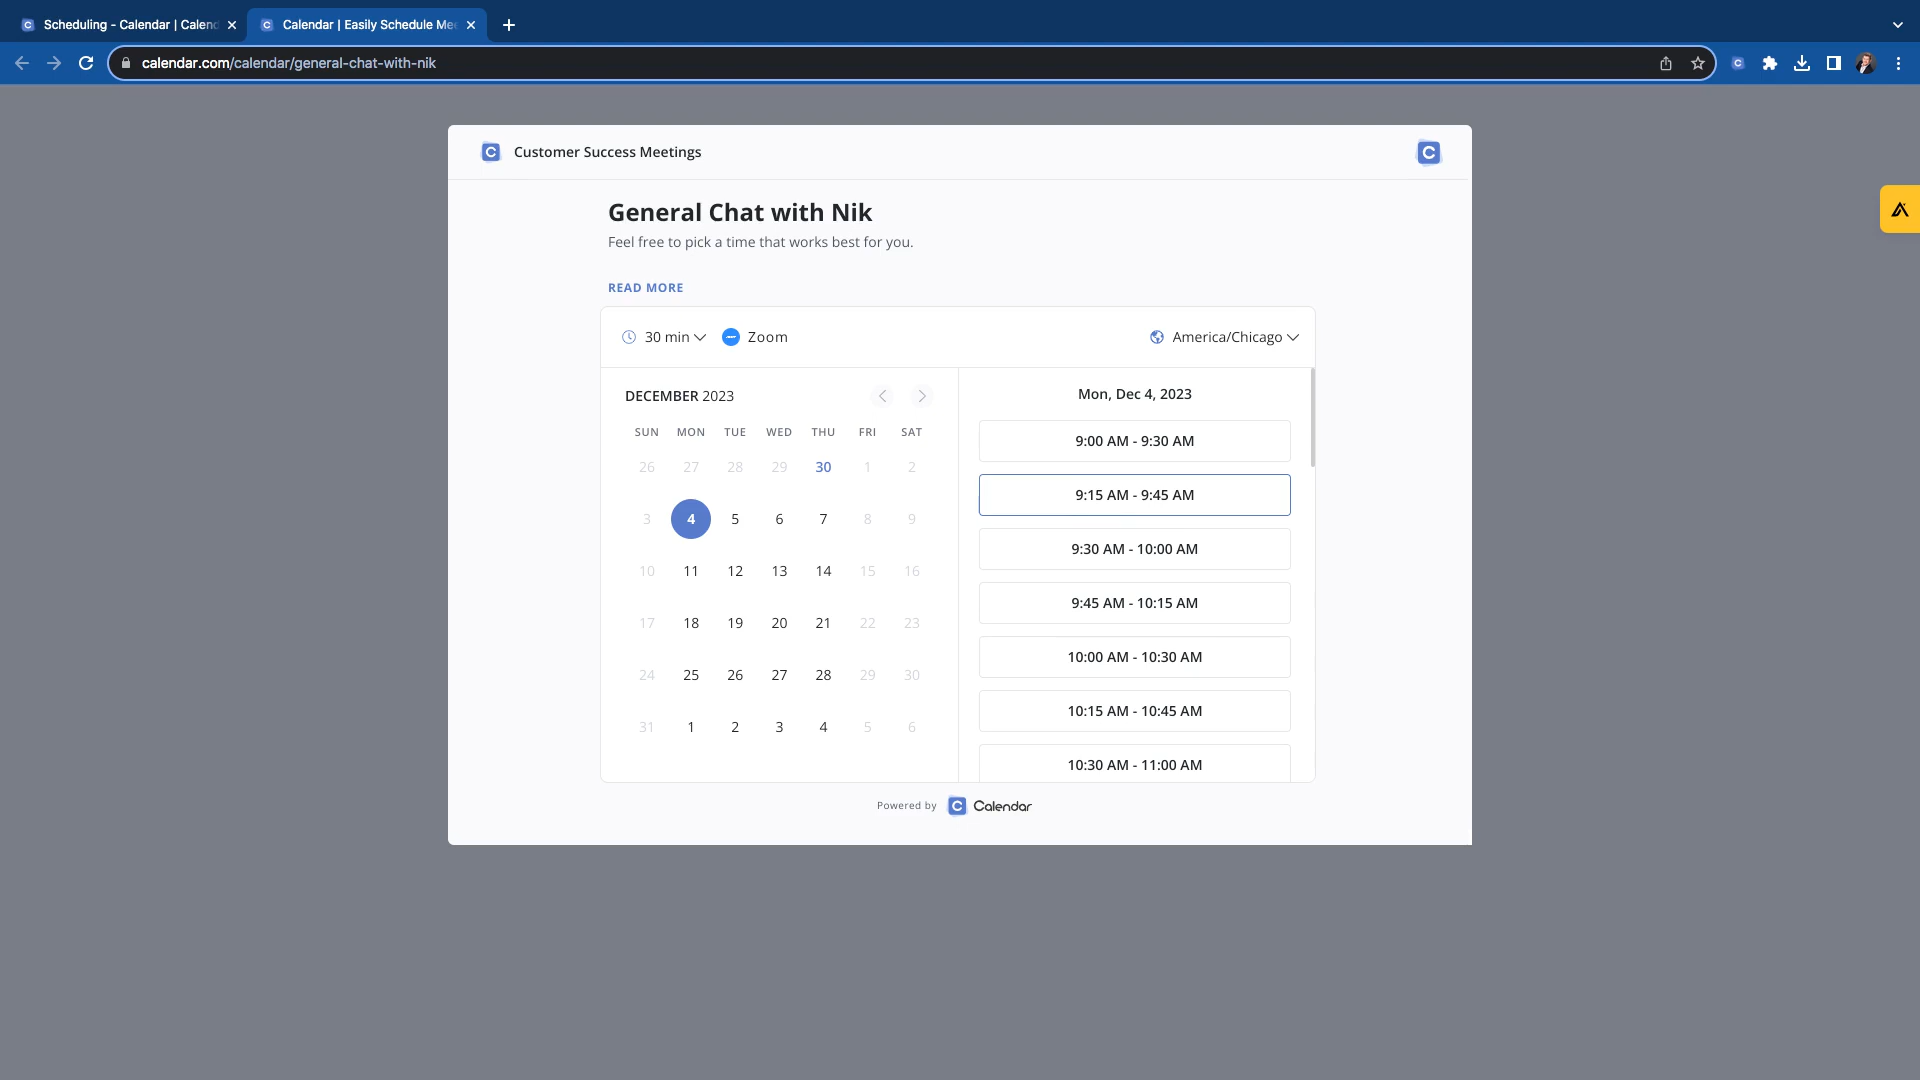 Scheduling - Calendar | Calend
Calendar | Easily Schedule Mee
calendar.com/calendar/general-chat-with-nik
Customer Success Meetings
General Chat with Nik
Feel free to pick a time that works best for you.
READ MORE
30 min Zoom America/Chicago
DECEMBER 2023
SUN MON TUE WED THU FRI SAT
26 27 28 29 30 1 2
3 4 5 6 7 8 9
10 11 12 13 14 15 16
17 18 19 20 21 22 23
24 25 26 27 28 29 30
31 1 2 3 4 5 6
Mon, Dec 4, 2023
9:00 AM - 9:30 AM
9:15 AM - 9:45 AM
9:30 AM - 10:00 AM
9:45 AM - 10:15 AM
10:00 AM - 10:30 AM
10:15 AM - 10:45 AM
10:30 AM - 11:00 AM
Powered by C Calendar